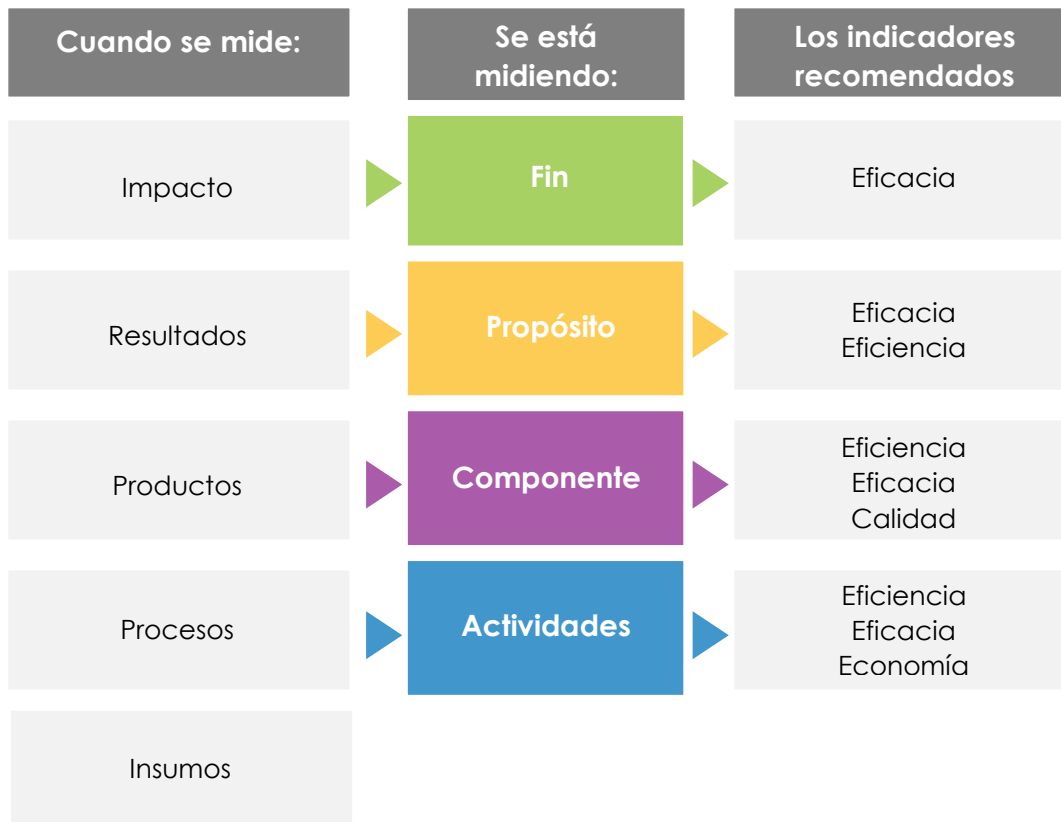 Cuando se mide:
Se está
midiendo:
Los indicadores
recomendados
Impacto
Fin
Eficacia
Resultados
Propósito
Eficacia
Eficiencia
Productos
Componente
Eficiencia
Eficacia
Calidad
Procesos
Actividades
Eficiencia
Eficacia
Economía
Insumos